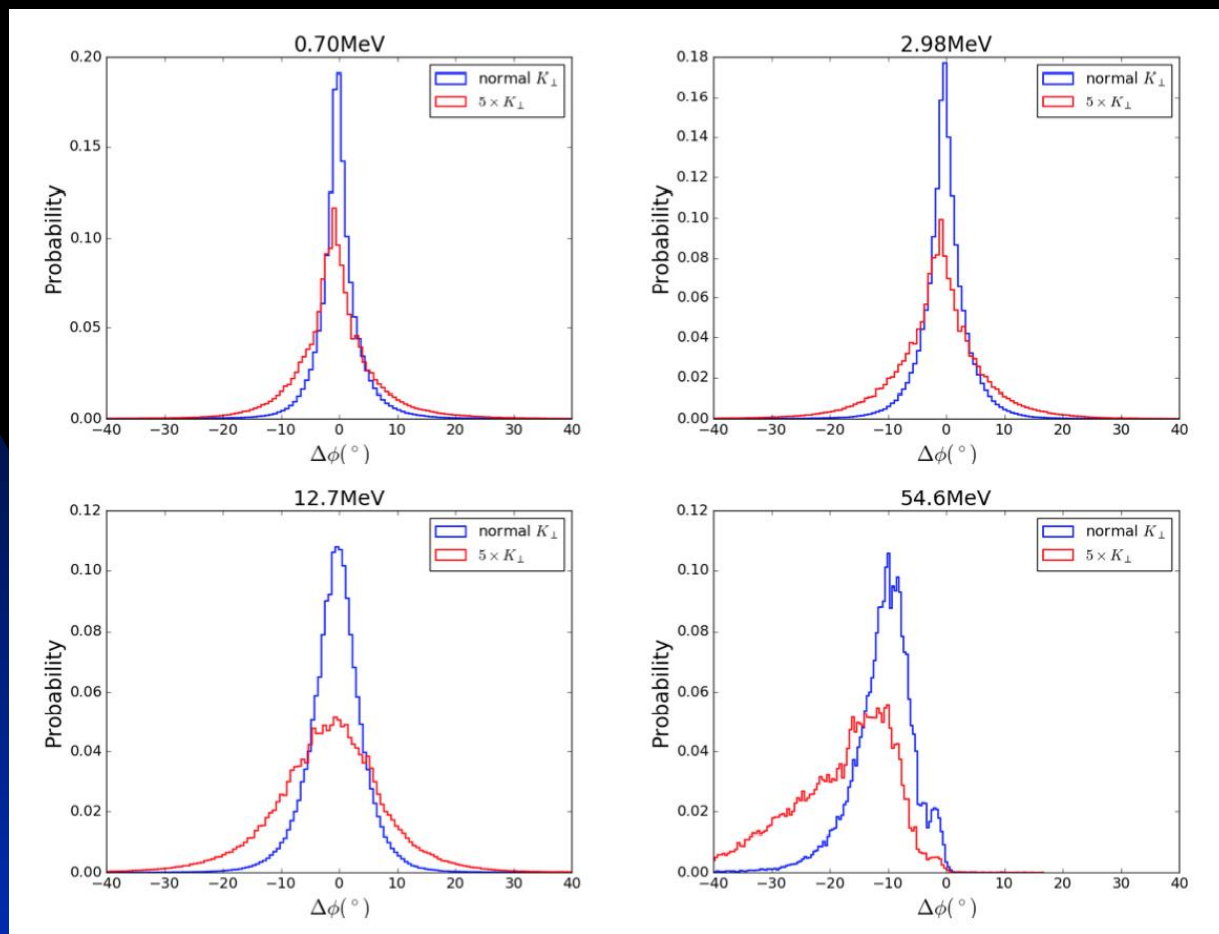 0.70MeV
0.20
0.15
0.10
0.05
0.00
Probability
normal K⊥
5 × K⊥
−40 −30 −20 −10 0 10 20 30 40
Δϕ(°)
2.98MeV
0.18
0.16
0.14
0.12
0.10
0.08
0.06
0.04
0.02
0.00
Probability
normal K⊥
5 × K⊥
−40 −30 −20 −10 0 10 20 30 40
Δϕ(°)
12.7MeV
0.12
0.10
0.08
0.06
0.04
0.02
0.00
Probability
normal K⊥
5 × K⊥
−40 −30 −20 −10 0 10 20 30 40
Δϕ(°)
54.6MeV
0.12
0.10
0.08
0.06
0.04
0.02
0.00
Probability
normal K⊥
5 × K⊥
−40 −30 −20 −10 0 10 20 30 40
Δϕ(°)